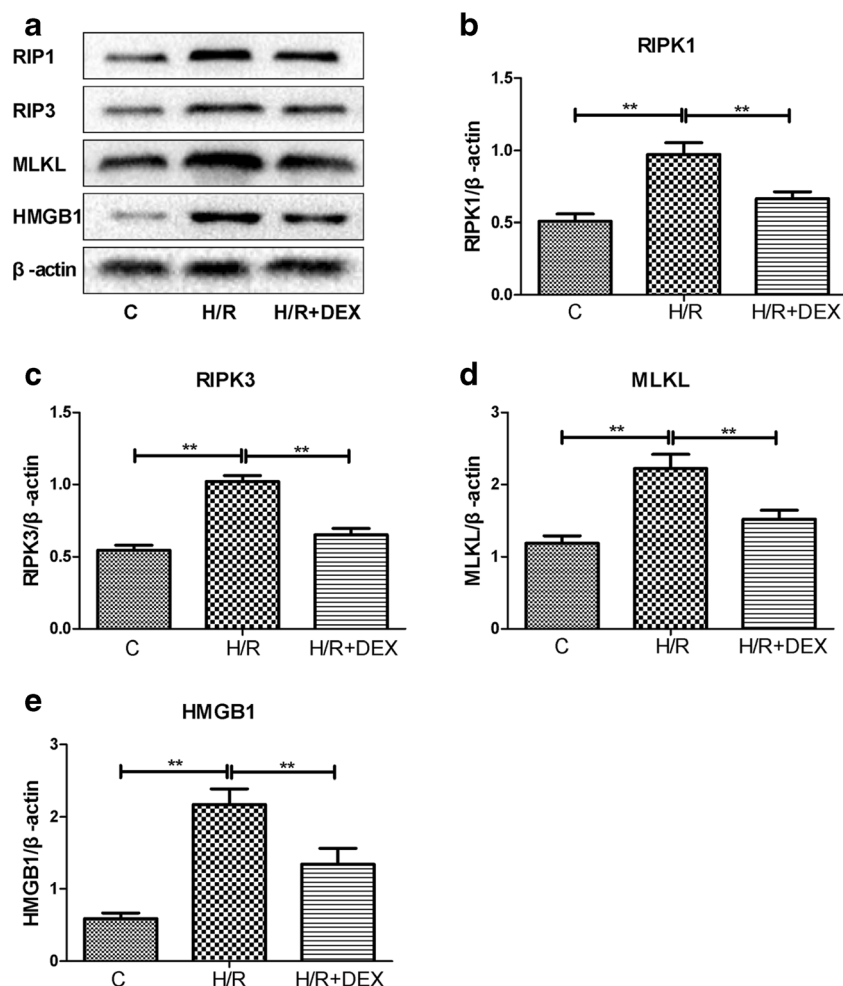 a
RIP1
RIP3
MLKL
HMGB1
β -actin
C H/R H/R+DEX
b
RIPK1
RIPK1/β -actin
1.5
1.0
0.5
0.0
** **
C H/R H/R+DEX
c
RIPK3
RIPK3/β -actin
1.5
1.0
0.5
0.0
** **
C H/R H/R+DEX
d
MLKL
MLKL/β -actin
3
2
1
0
** **
C H/R H/R+DEX
e
HMGB1
HMGB1/β -actin
3
2
1
0
** **
C H/R H/R+DEX